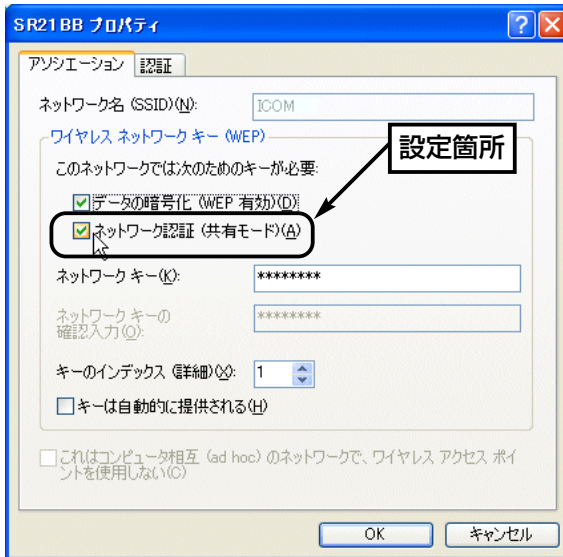 SR21BB プロパティ
アソシエーション 認証
ネットワーク名 (SSID)(N): ICOM
ワイヤレス ネットワーク キー (WEP)
設定箇所
このネットワークでは次のためのキーが必要:
データの暗号化 (WEP 有効)(D)
ネットワーク認証 (共有モード)(A)
ネットワーク キー(K): ********
ネットワーク キーの
確認入力(O): ********
キーのインデックス (詳細)(X): 1
キーは自動的に提供される(H)
これはコンピュータ相互 (ad hoc) のネットワークで、ワイヤレス アクセス ポイ
ントを使用しない(C)
OK キャンセル